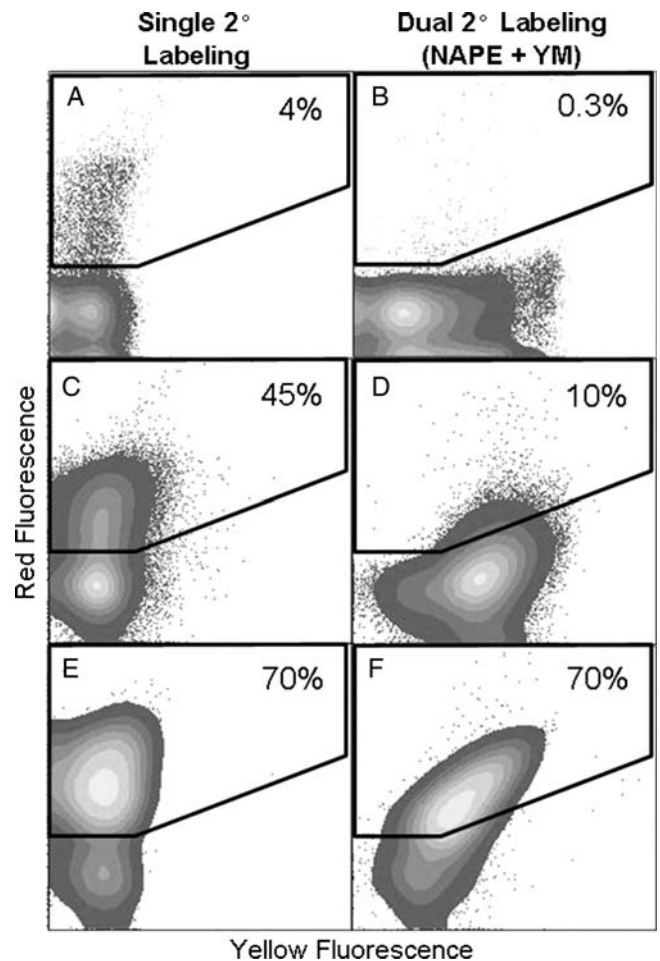 Single 2°
Labeling
Dual 2° Labeling
(NAPE + YM)
A
4%
B
0.3%
C
45%
D
10%
E
70%
F
70%
Red Fluorescence
Yellow Fluorescence